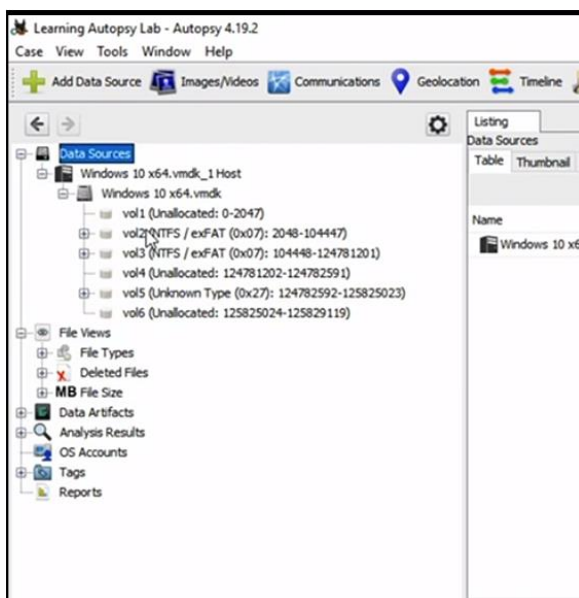 Learning Autopsy Lab - Autopsy 4.19.2
Case View Tools Window Help
Add Data Source Images/Videos Communications Geolocation Timeline
Listing
Data Sources
Table Thumbnail
Name
Windows 10 x6
Data Sources
Windows 10 x64.vmdk_1 Host
Windows 10 x64.vmdk
vol1 (Unallocated: 0-2047)
vol2 (NTFS / exFAT (0x07): 2048-104447)
vol3 (NTFS / exFAT (0x07): 104448-124781201)
vol4 (Unallocated: 124781202-124782591)
vol5 (Unknown Type (0x27): 124782592-125825023)
vol6 (Unallocated: 125825024-125829119)
File Views
File Types
Deleted Files
MB File Size
Data Artifacts
Analysis Results
OS Accounts
Tags
Reports